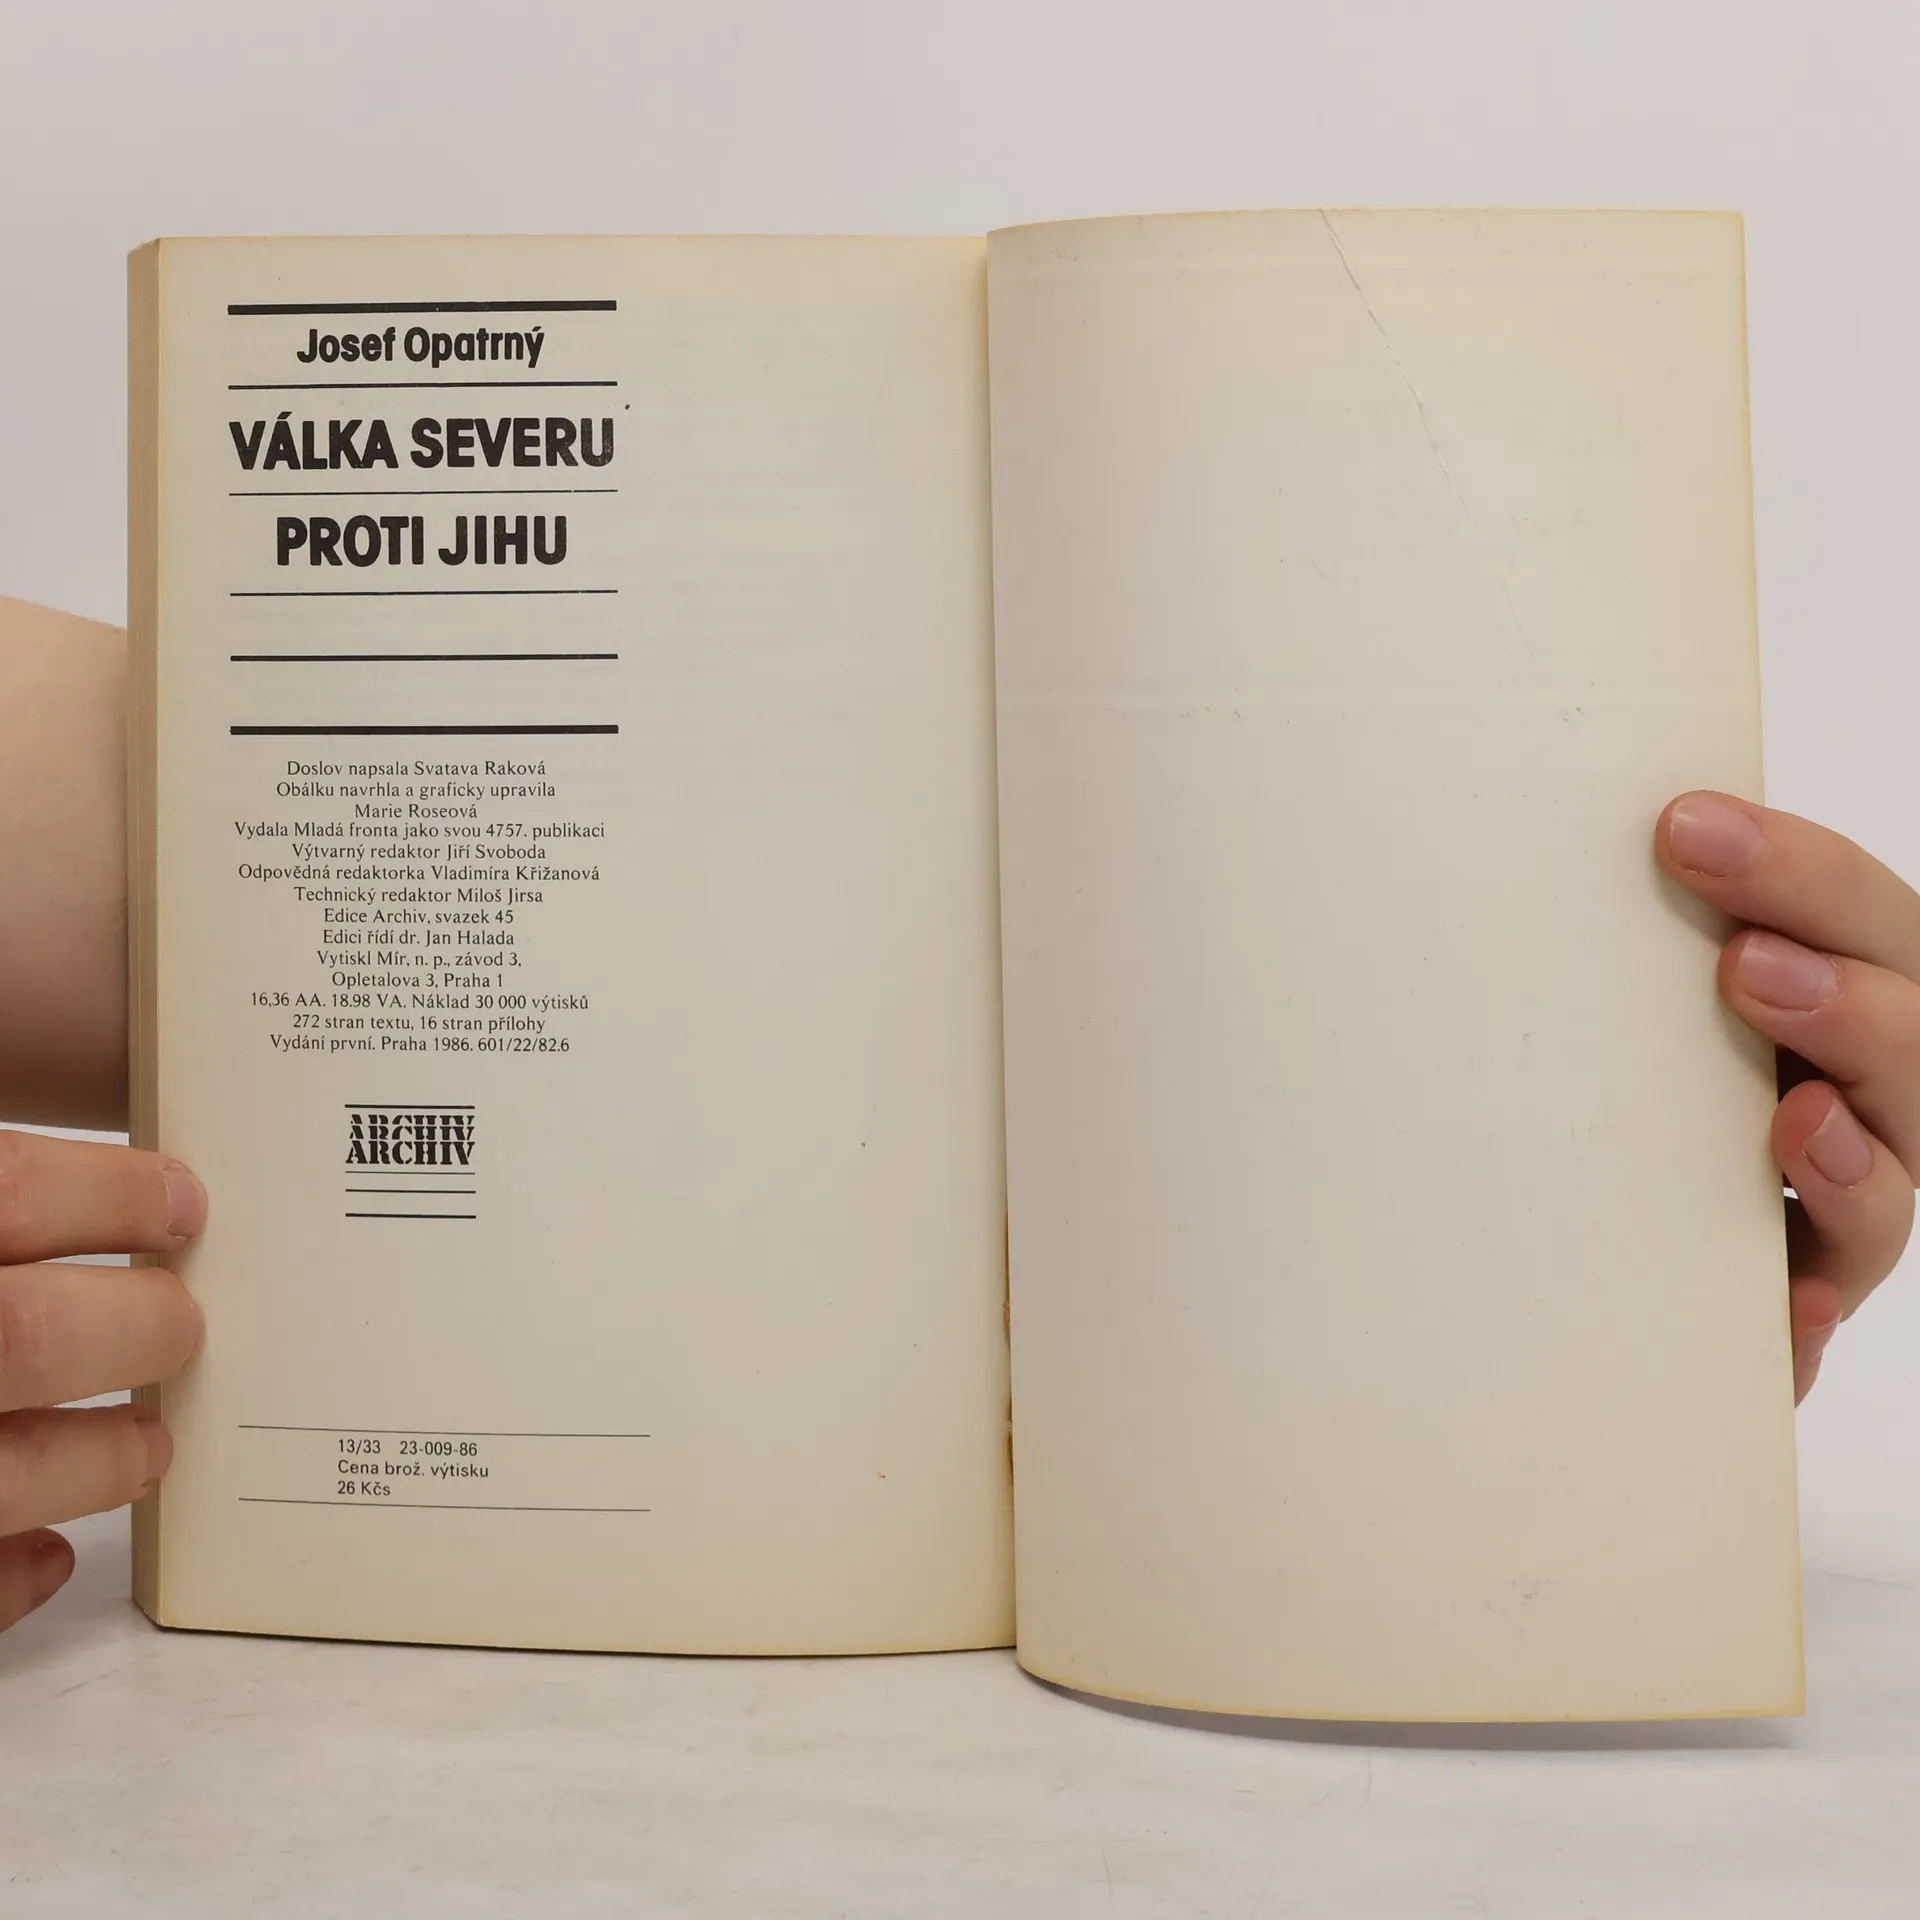 Josef Opatrný
VÁLKA SEVERU
PROTI JIHU
Doslov napsala Svatava Raková
Obálku navrhla a graficky upravila
Marie Roseová
Vydala Mladá fronta jako svou 4757. publikaci
Výtvarný redaktor Jiří Svoboda
Odpovědná redaktorka Vladimíra Křižanová
Technický redaktor Miloš Jirsa
Edice Archiv, svazek 45
Edici řídí dr. Jan Halada
Vytiskl Mír, n. p., závod 3,
Opletalova 3, Praha 1
16,36 AA. 18.98 VA. Náklad 30 000 výtisků
272 stran textu, 16 stran přílohy
Vydání první. Praha 1986. 601/22/82.6
ARCHIV
ARCHIV
ARCHIV
13/33 23-009-86
Cena brož. výtisku
26 Kčs